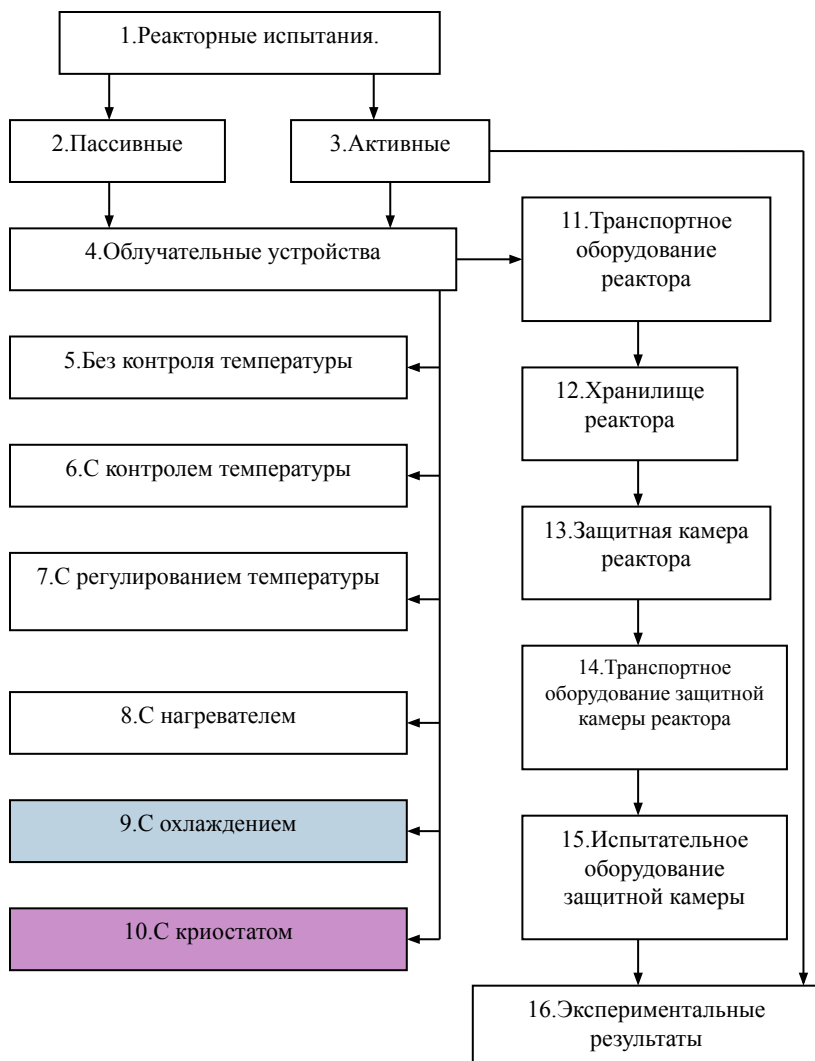 1.Реакторные испытания.
2.Пассивные
3.Активные
4.Облучательные устройства
5.Без контроля температуры
6.С контролем температуры
7.С регулированием температуры
8.С нагревателем
9.С охлаждением
10.С криостатом
11.Транспортное
оборудование
реактора
12.Хранилище
реактора
13.Защитная камера
реактора
14.Транспортное
оборудование защитной
камеры реактора
15.Испытательное
оборудование
защитной камеры
16.Экспериментальные
результаты